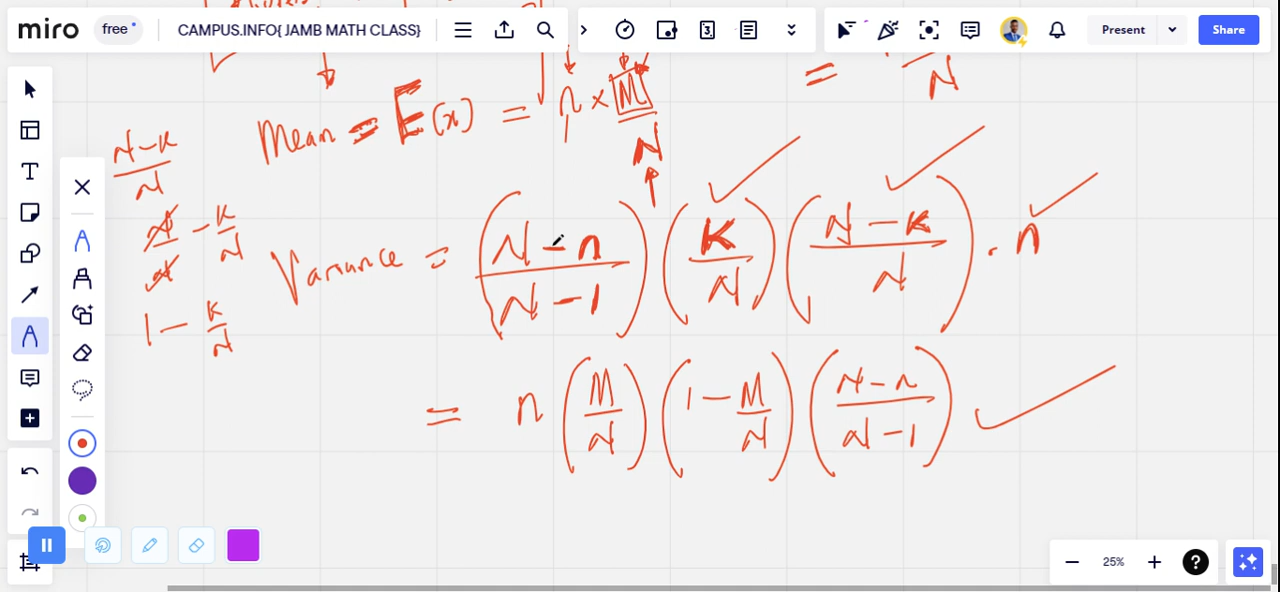 miro free CAMPUS.INFO{ JAMB MATH CLASS} Present Share
Mean = E(x) = n × M/N
= /N
N-K/N
N/N - K/N
1 - K/N
Variance = (N-n/N-1) (K/N) (N-K/N) . n
= n (M/N) (1 - M/N) (N-n/N-1)
25%